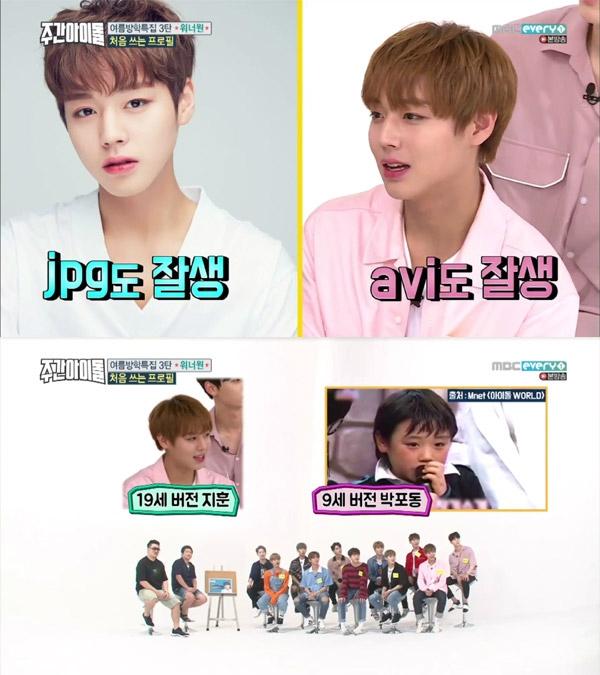 주간아이돌
여름방학특집 3탄 * 위너원 *
처음 쓰는 프로필
MBC every1
본방송
jpg도 잘생
avi도 잘생
주간아이돌
여름방학특집 3탄 * 워너원 *
처음 쓰는 프로필
MBC every1
본방송
출처 : Mnet <아이돌 WORLD>
19세 버전 지훈
9세 버전 박포동